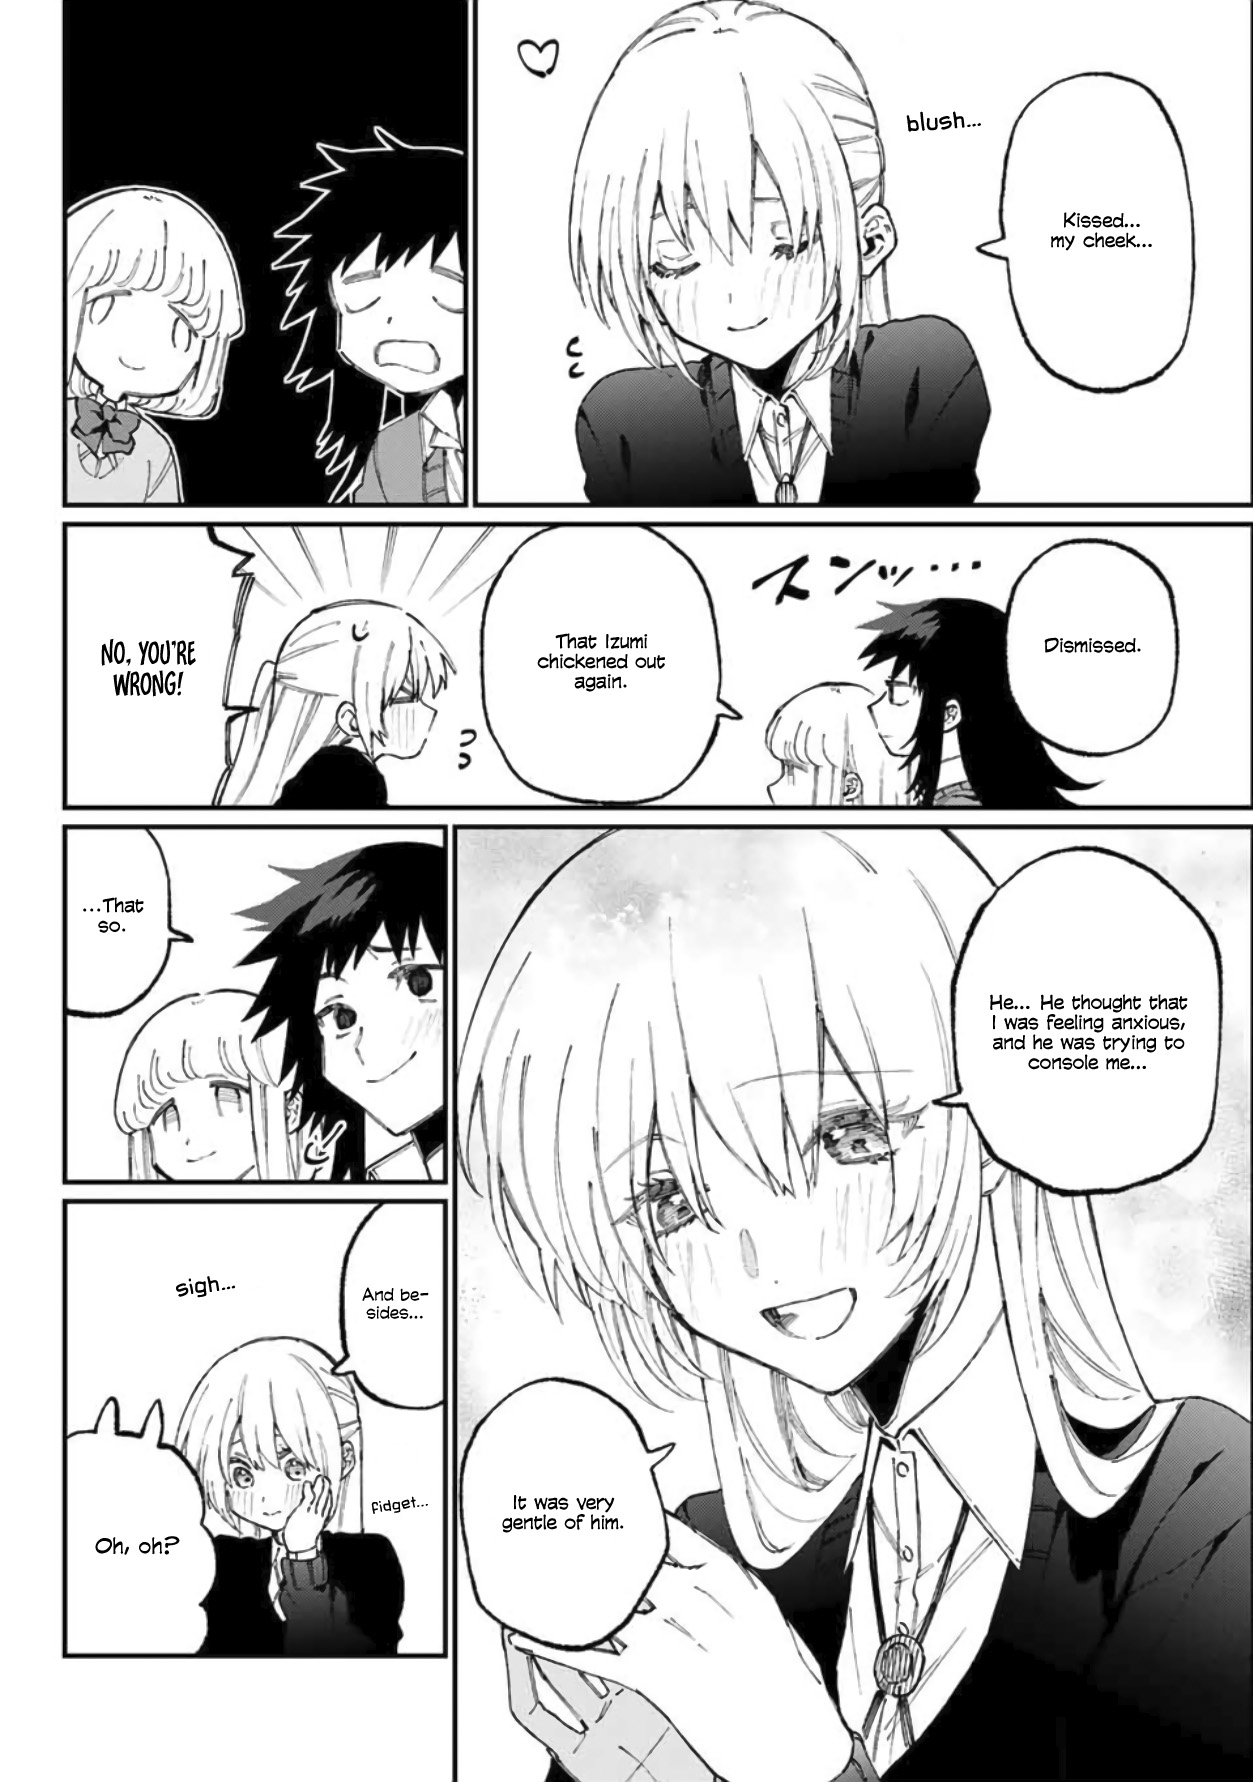 Kissed...
my cheek...
blush...
Dismissed.
スンッ・・・
That Izumi
chickened out
again.
NO, YOU'RE
WRONG!
He... He thought that
I was feeling anxious,
and he was trying to
console me...
It was very
gentle of him.
...That
so.
And be-
sides...
sigh...
fidget...
Oh, oh?